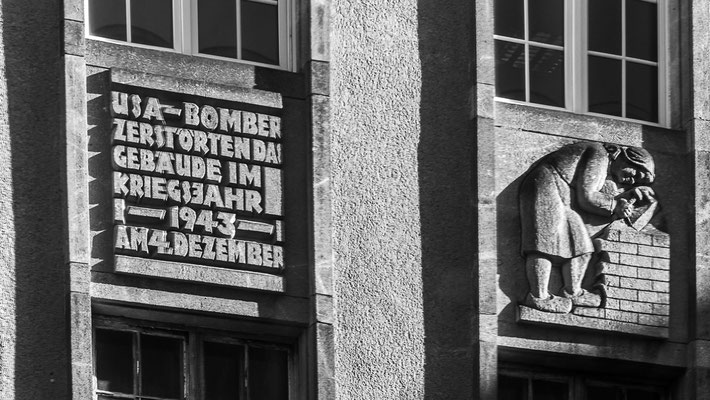 USA-BOMBER
ZERSTÖRTEN DAS
GEBÄUDE IM
KRIEGSJAHR
1943
AM 4. DEZEMBER